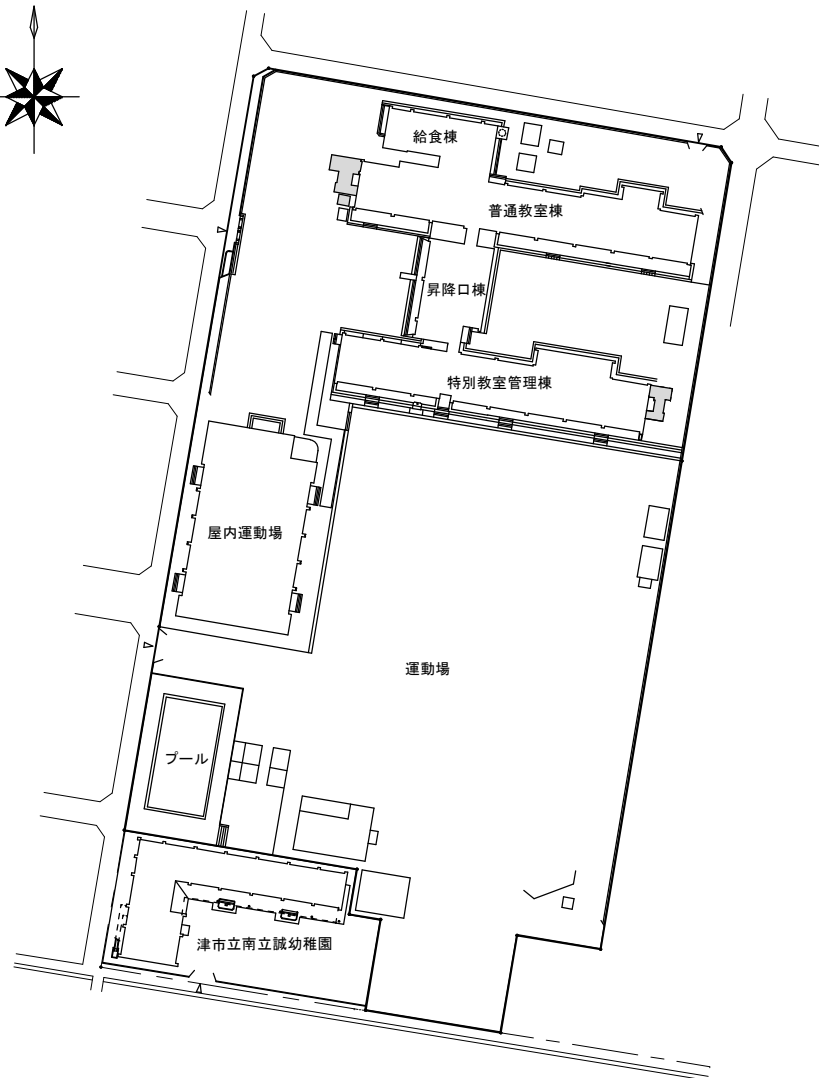 給食棟
普通教室棟
昇降口棟
特別教室管理棟
屋内運動場
運動場
プール
津市立南立誠幼稚園